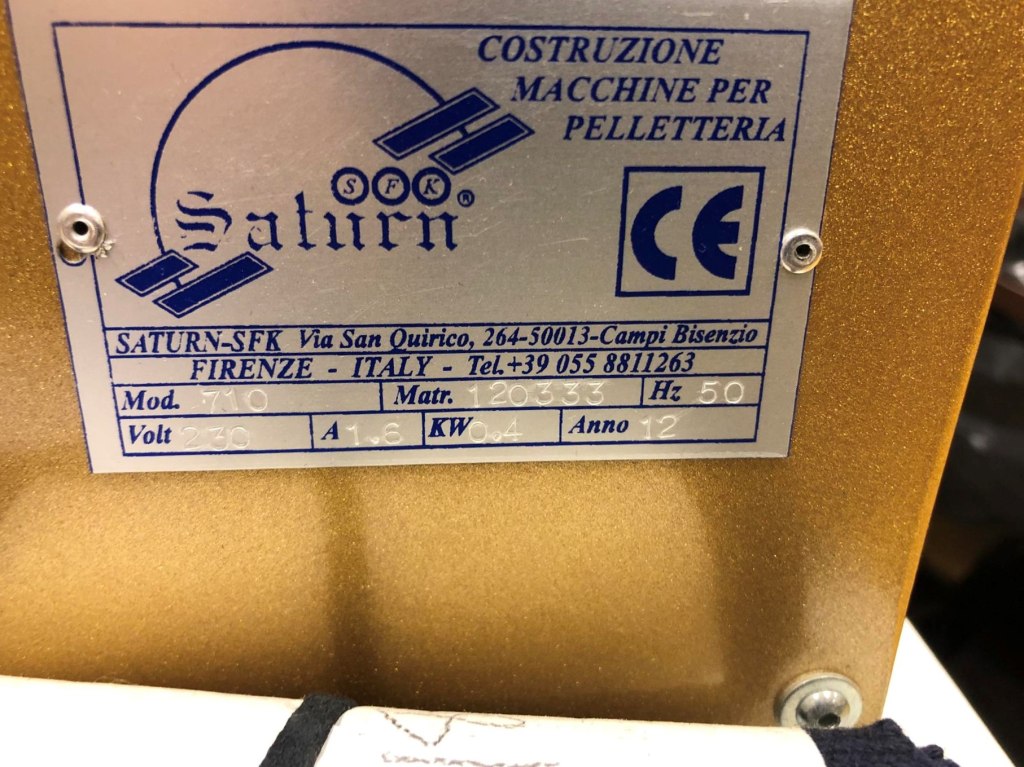 COSTRUZIONE
MACCHINE PER
PELLETTERIA
S F K
Saturn®
CE
SATURN-SFK Via San Quirico, 264-50013-Campi Bisenzio
FIRENZE - ITALY - Tel.+39 055 8811263
Mod. 710 Matr. 120333 Hz 50
Volt 230 A 1.6 KW 0.4 Anno 12